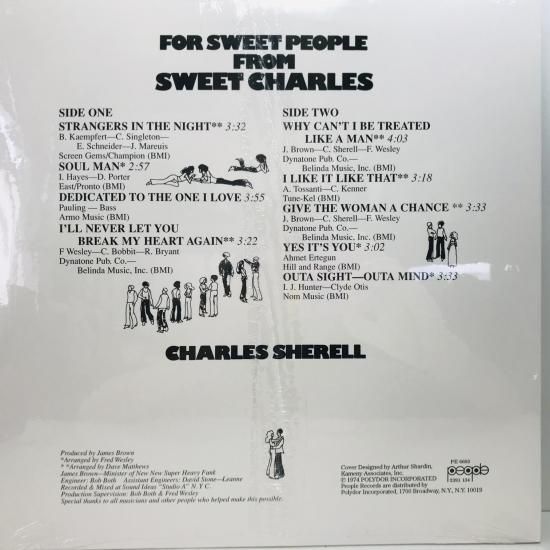 FOR SWEET PEOPLE
FROM
SWEET CHARLES
SIDE ONE
STRANGERS IN THE NIGHT** 3:32
B. Kaempfert—C. Singleton—
E. Schneider—J. Mareuis
Screen Gems/Champion (BMI)
SOUL MAN* 2:57
I. Hayes—D. Porter
East/Pronto (BMI)
DEDICATED TO THE ONE I LOVE 3:55
Pauling — Bass
Armo Music (BMI)
I'LL NEVER LET YOU
BREAK MY HEART AGAIN** 3:22
F Wesley—C. Bobbit—R. Bryant
Dynatone Pub. Co.—
Belinda Music, Inc. (BMI)
SIDE TWO
WHY CAN'T I BE TREATED
LIKE A MAN** 4:03
J. Brown—C. Sherell—F. Wesley
Dynatone Pub. Co.—
Belinda Music, Inc. (BMI)
I LIKE IT LIKE THAT** 3:18
A. Tossanti—C. Kenner
Tune-Kel (BMI)
GIVE THE WOMAN A CHANCE ** 3:33
J. Brown—C. Sherell—F. Wesley
Dynatone Pub. Co.—
Belinda Music, Inc. (BMI)
YES IT'S YOU* 3:02
Ahmet Ertegun
Hill and Range (BMI)
OUTA SIGHT—OUTA MIND* 3:33
I. J. Hunter—Clyde Otis
Nom Music (BMI)
CHARLES SHERELL
Produced by James Brown
*Arranged by Fred Wesley
* *Arranged by Dave Matthews
James Brown—Minister of New New Super Heavy Funk
Engineer: Bob Both Assistant Engineers: David Stone—Leanne
Recorded & Mixed at Sound Ideas "Studio A" N.Y.C.
Production Supervision: Bob Both & Fred Wesley
Special thanks to all musicians and other people who helped make this possible.
Cover Designed by Arthur Shardin,
Kameny Associates, Inc.
© 1974 POLYDOR INCORPORATED
People Records are distributed by
Polydor Incorporated, 1700 Broadway, N.Y., N.Y. 10019
PE 6603
people
2391 134